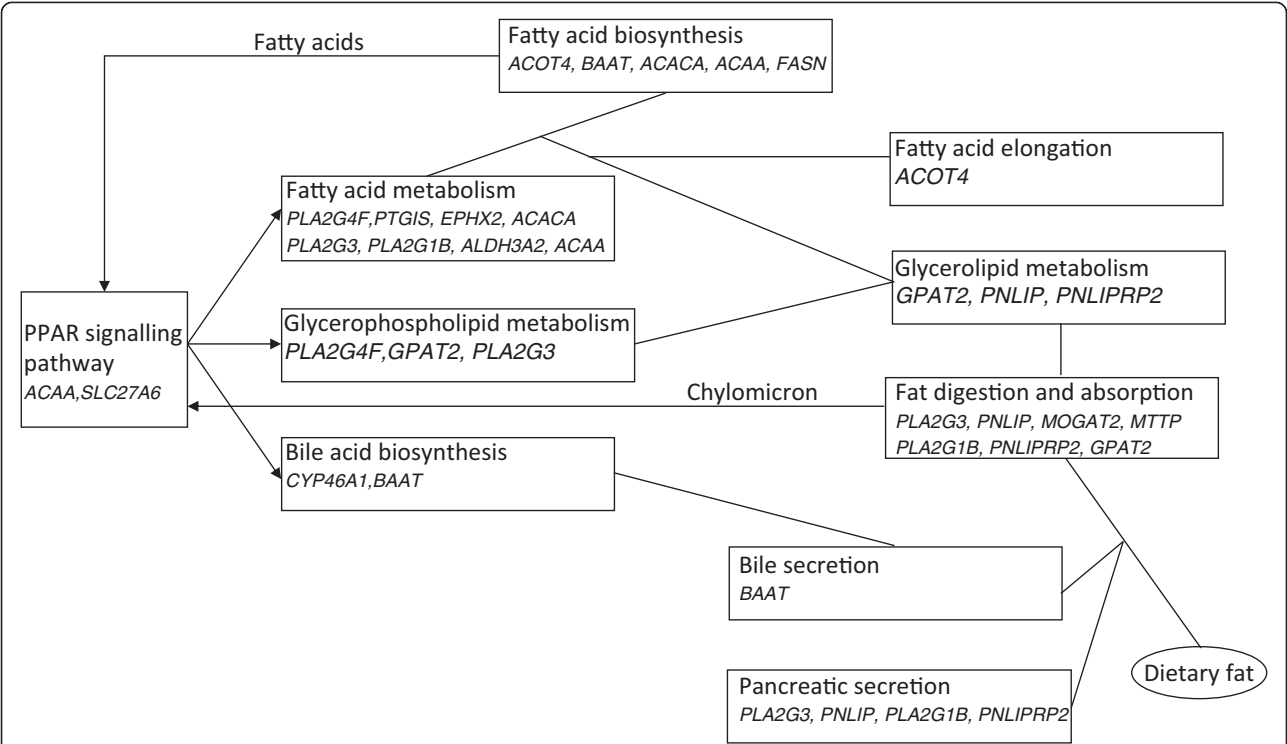 Fatty acids
Fatty acid biosynthesis
ACOT4, BAAT, ACACA, ACAA, FASN
Fatty acid elongation
ACOT4
Fatty acid metabolism
PLA2G4F,PTGIS, EPHX2, ACACA
PLA2G3, PLA2G1B, ALDH3A2, ACAA
Glycerolipid metabolism
GPAT2, PNLIP, PNLIPRP2
PPAR signalling
pathway
ACAA,SLC27A6
Glycerophospholipid metabolism
PLA2G4F,GPAT2, PLA2G3
Chylomicron
Fat digestion and absorption
PLA2G3, PNLIP, MOGAT2, MTTP
PLA2G1B, PNLIPRP2, GPAT2
Bile acid biosynthesis
CYP46A1,BAAT
Bile secretion
BAAT
Dietary fat
Pancreatic secretion
PLA2G3, PNLIP, PLA2G1B, PNLIPRP2